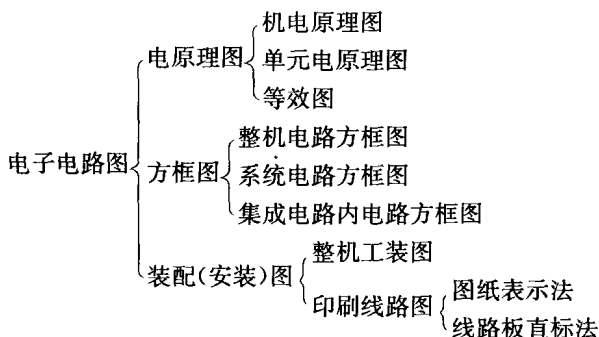 机电原理图
电原理图
单元电原理图
等效图
整机电路方框图
电子电路图
方框图
系统电路方框图
集成电路内电路方框图
整机工装图
装配(安装)图
印刷线路图
图纸表示法
线路板直标法